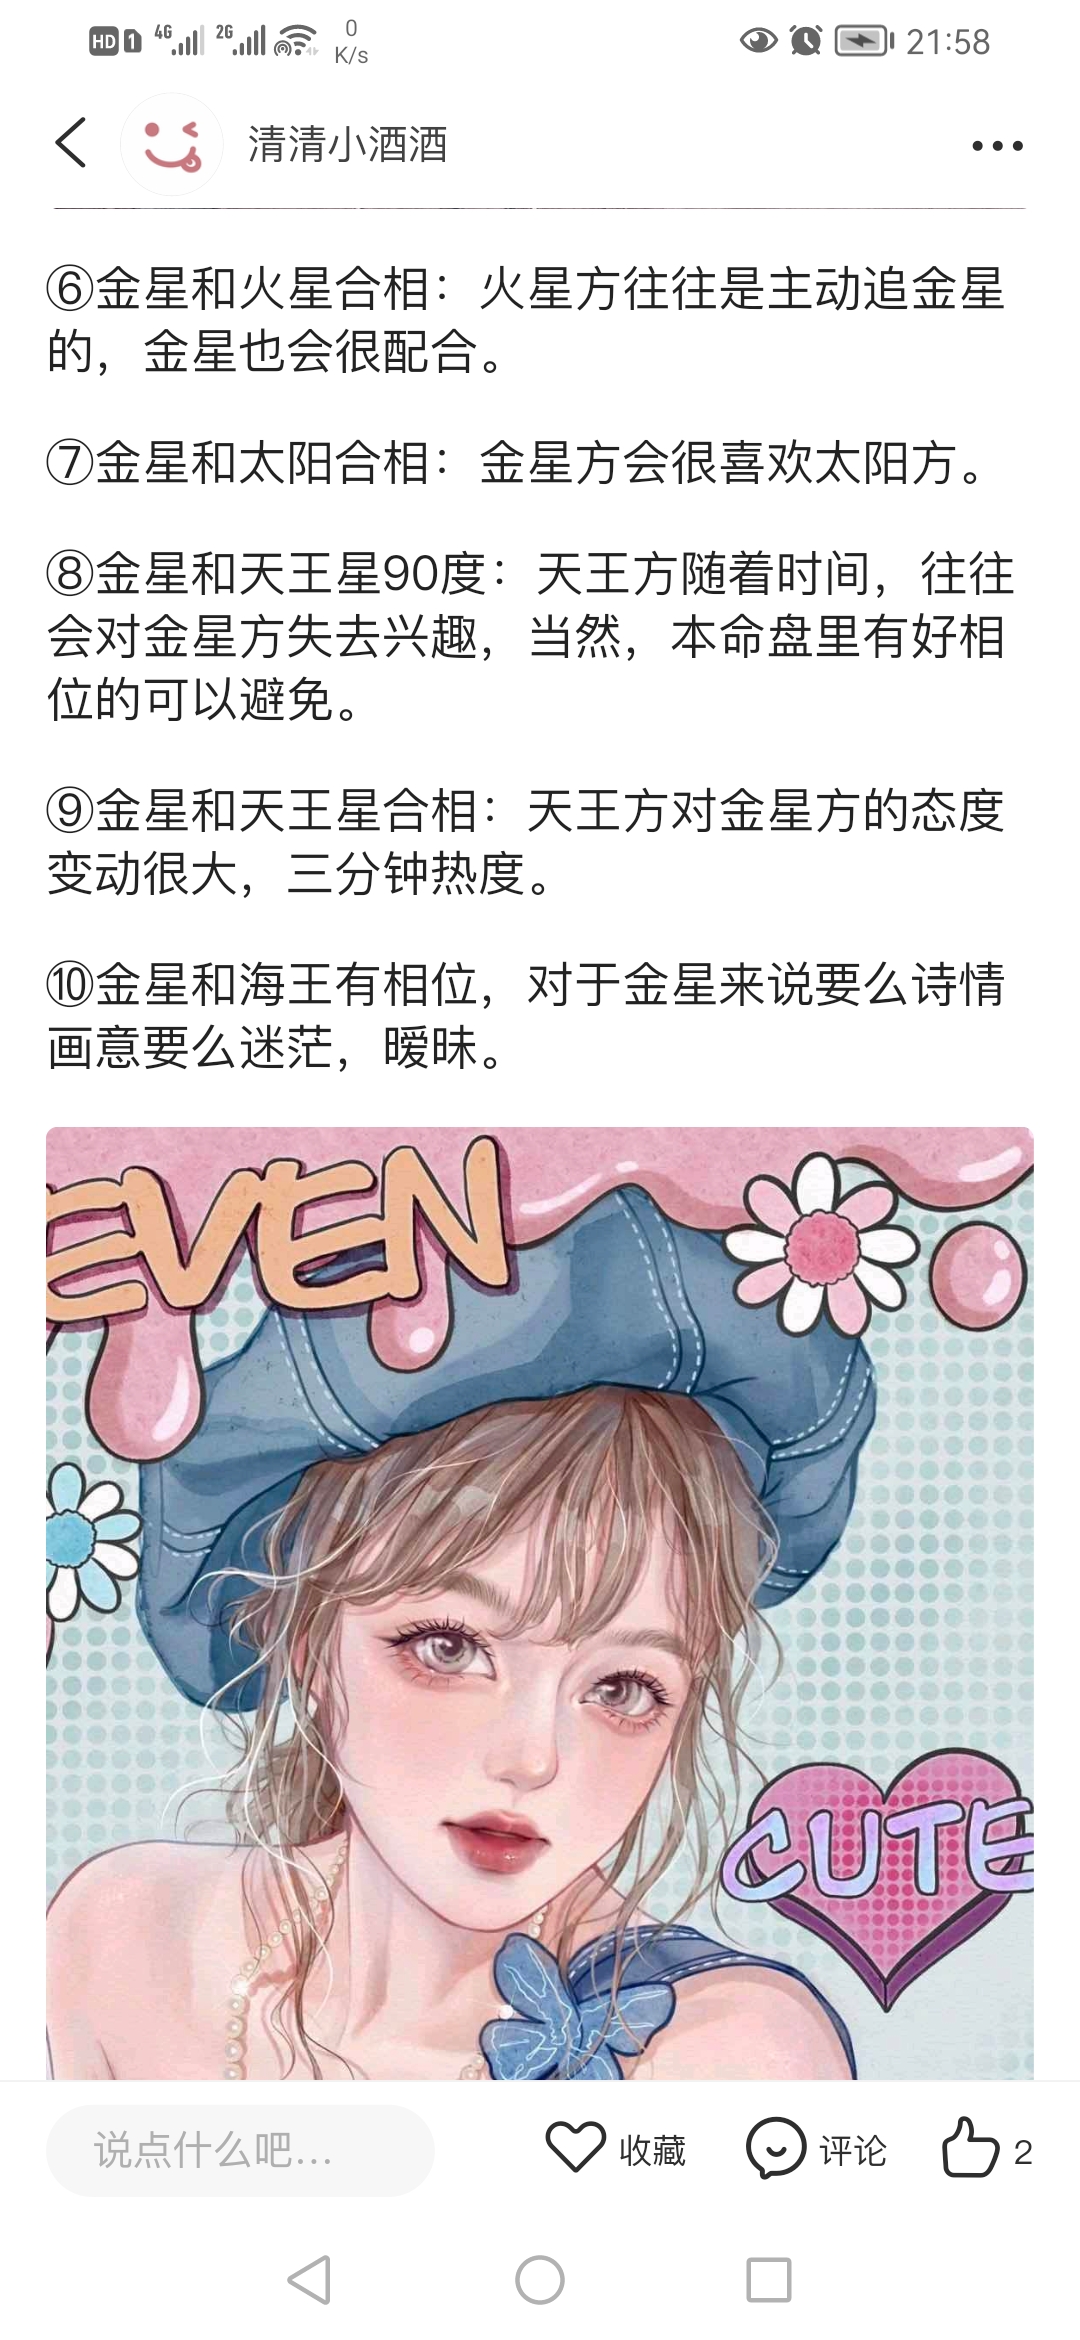 HD 1 4G 2G 0 K/s 21:58
清清小酒酒
⑥金星和火星合相：火星方往往是主动追金星
的，金星也会很配合。
⑦金星和太阳合相：金星方会很喜欢太阳方。
⑧金星和天王星90度：天王方随着时间，往往
会对金星方失去兴趣，当然，本命盘里有好相
位的可以避免。
⑨金星和天王星合相：天王方对金星方的态度
变动很大，三分钟热度。
⑩金星和海王有相位，对于金星来说要么诗情
画意要么迷茫，暧昧。
EVEN
CUTE
说点什么吧... 收藏 评论 2